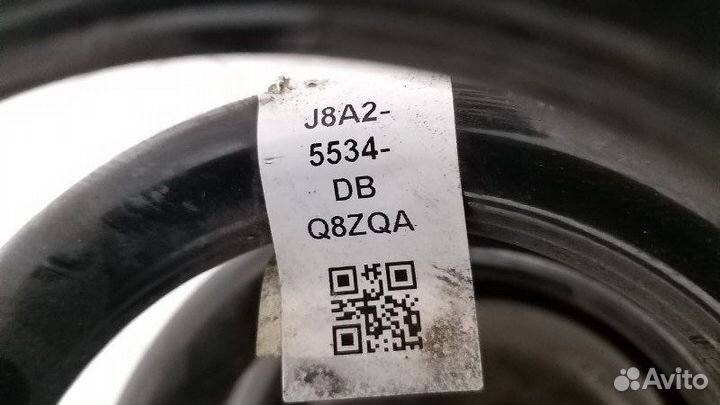 J8A2-
5534-
DB
Q8ZQA
Avito